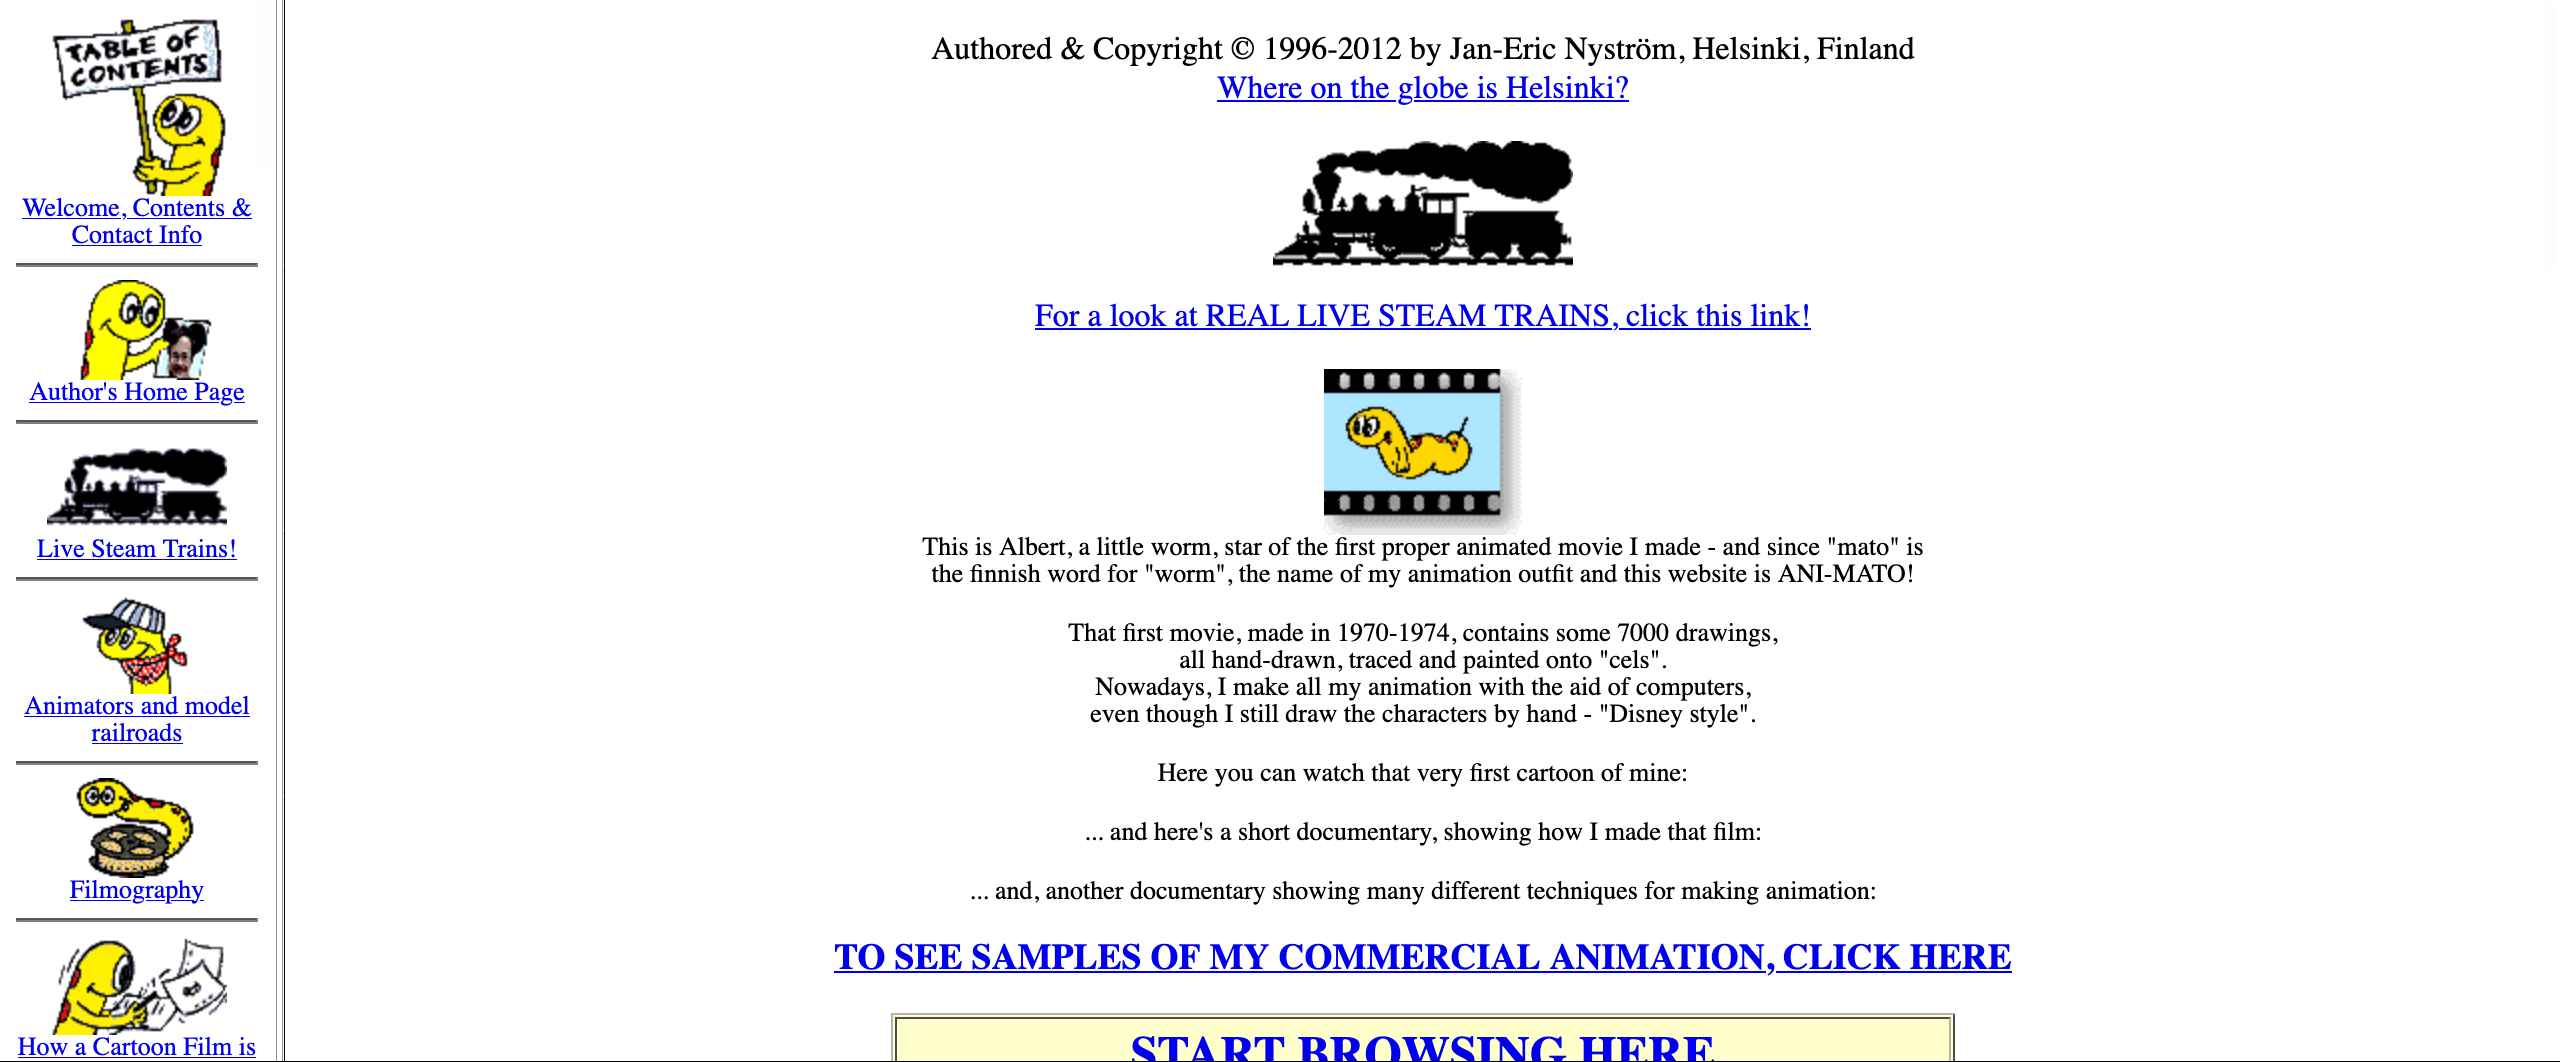 TABLE OF
CONTENTS
Welcome, Contents &
Contact Info
Author's Home Page
Live Steam Trains!
Animators and model
railroads
Filmography
How a Cartoon Film is
Authored & Copyright © 1996-2012 by Jan-Eric Nyström, Helsinki, Finland
Where on the globe is Helsinki?
For a look at REAL LIVE STEAM TRAINS, click this link!
This is Albert, a little worm, star of the first proper animated movie I made - and since "mato" is
the finnish word for "worm", the name of my animation outfit and this website is ANI-MATO!
That first movie, made in 1970-1974, contains some 7000 drawings,
all hand-drawn, traced and painted onto "cels".
Nowadays, I make all my animation with the aid of computers,
even though I still draw the characters by hand - "Disney style".
Here you can watch that very first cartoon of mine:
... and here's a short documentary, showing how I made that film:
... and, another documentary showing many different techniques for making animation:
TO SEE SAMPLES OF MY COMMERCIAL ANIMATION, CLICK HERE
START BROWSING HERE